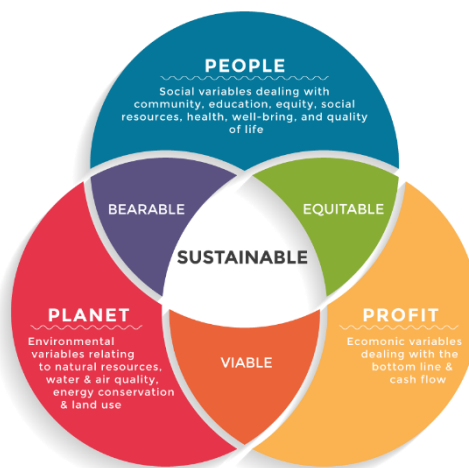 PEOPLE
Social variables dealing with
community, education, equity, social
resources, health, well-bring, and quality
of life
BEARABLE
EQUITABLE
SUSTAINABLE
PLANET
Environmental
variables relating
to natural resources,
water & air quality,
energy conservation
& land use
PROFIT
Ecomonic variables
dealing with the
bottom line &
cash flow
VIABLE